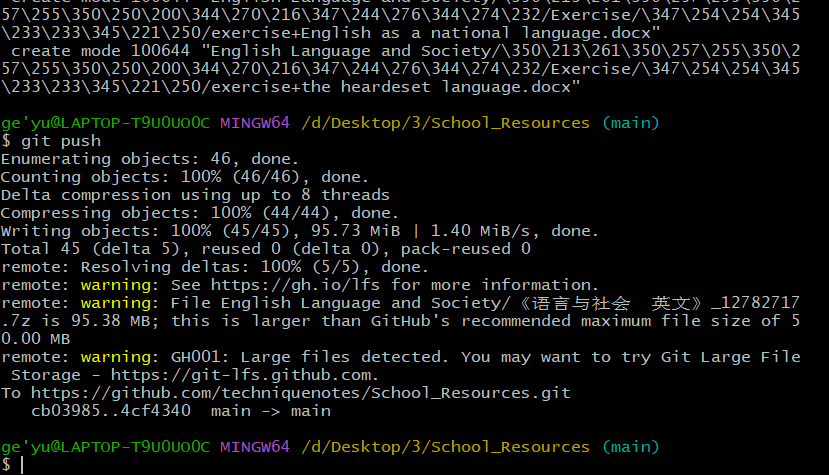 create mode 100644 "English Language and Society/\350\213\261\350\257\255\350\2
57\255\350\250\200\344\270\216\347\244\276\344\274\232/Exercise/\347\254\254\345
\233\233\345\221\250/exercise+English as a national language.docx"
 create mode 100644 "English Language and Society/\350\213\261\350\257\255\350\2
57\255\350\250\200\344\270\216\347\244\276\344\274\232/Exercise/\347\254\254\345
\233\233\345\221\250/exercise+the heardeset language.docx"
ge'yu@LAPTOP-T9U0UO0C MINGW64 /d/Desktop/3/School_Resources (main)
$ git push
Enumerating objects: 46, done.
Counting objects: 100% (46/46), done.
Delta compression using up to 8 threads
Compressing objects: 100% (44/44), done.
Writing objects: 100% (45/45), 95.73 MiB | 1.40 MiB/s, done.
Total 45 (delta 5), reused 0 (delta 0), pack-reused 0
remote: Resolving deltas: 100% (5/5), done.
remote: warning: See https://gh.io/lfs for more information.
remote: warning: File English Language and Society/《语言与社会  英文》_12782717
.7z is 95.38 MB; this is larger than GitHub's recommended maximum file size of 5
0.00 MB
remote: warning: GH001: Large files detected. You may want to try Git Large File
 Storage - https://git-lfs.github.com.
To https://github.com/techniquenotes/School_Resources.git
   cb03985..4cf4340  main -> main
ge'yu@LAPTOP-T9U0UO0C MINGW64 /d/Desktop/3/School_Resources (main)
$